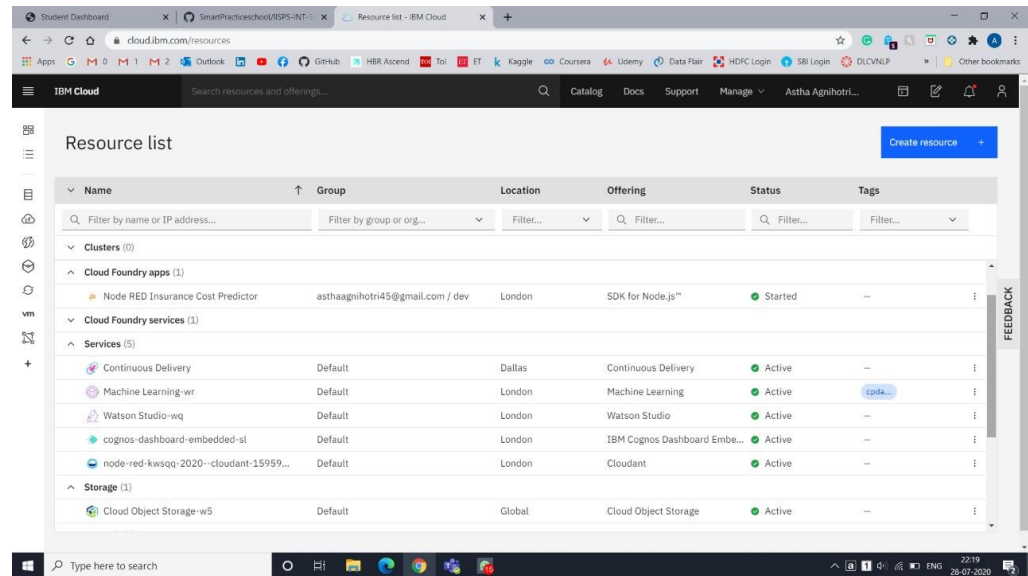 Student Dashboard SmartPracticeschool/IISPS-INT-3 Resource list - IBM Cloud
cloud.ibm.com/resources
Apps M 0 M 1 M 2 Outlook GitHub HBR Ascend TOI ToI ET ET Kaggle Coursera Udemy Data Flair HDFC Login SBI Login DLCVNLP » Other bookmarks
IBM Cloud Search resources and offerings... Catalog Docs Support Manage Astha Agnihotri...
Resource list Create resource +
Name Group Location Offering Status Tags
Filter by name or IP address... Filter by group or org... Filter... Filter... Filter... Filter...
Clusters (0)
Cloud Foundry apps (1)
Node RED Insurance Cost Predictor asthaagnihotri45@gmail.com / dev London SDK for Node.js™ Started —
Cloud Foundry services (1)
Services (5)
Continuous Delivery Default Dallas Continuous Delivery Active —
Machine Learning-wr Default London Machine Learning Active cpda...
Watson Studio-wq Default London Watson Studio Active —
cognos-dashboard-embedded-sl Default London IBM Cognos Dashboard Embe... Active —
node-red-kwsqq-2020--cloudant-15959... Default London Cloudant Active —
Storage (1)
Cloud Object Storage-w5 Default Global Cloud Object Storage Active —
vm
FEEDBACK
Type here to search ENG 22:19
28-07-2020